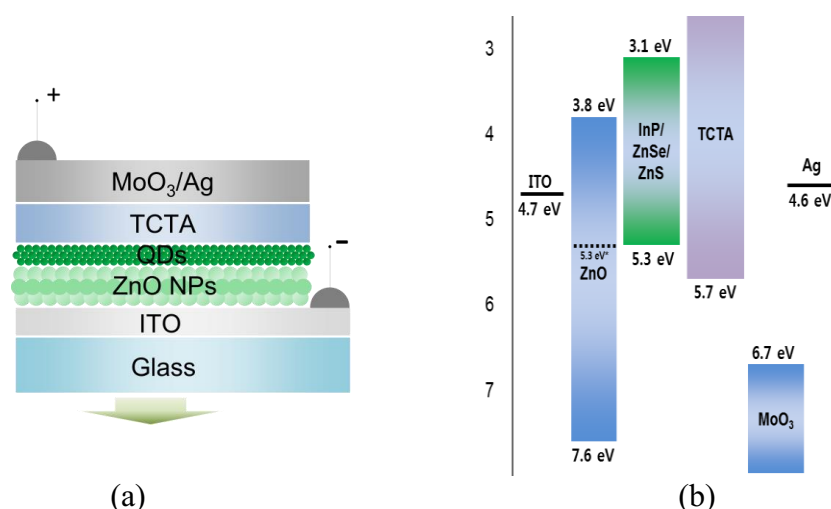 +
MoO₃/Ag
TCTA
QDs
-
ZnO NPs
ITO
Glass
(a)
3
4
5
6
7
ITO
4.7 eV
3.8 eV
5.3 eV*
ZnO
7.6 eV
3.1 eV
InP/
ZnSe/
ZnS
5.3 eV
TCTA
5.7 eV
6.7 eV
MoO₃
Ag
4.6 eV
(b)